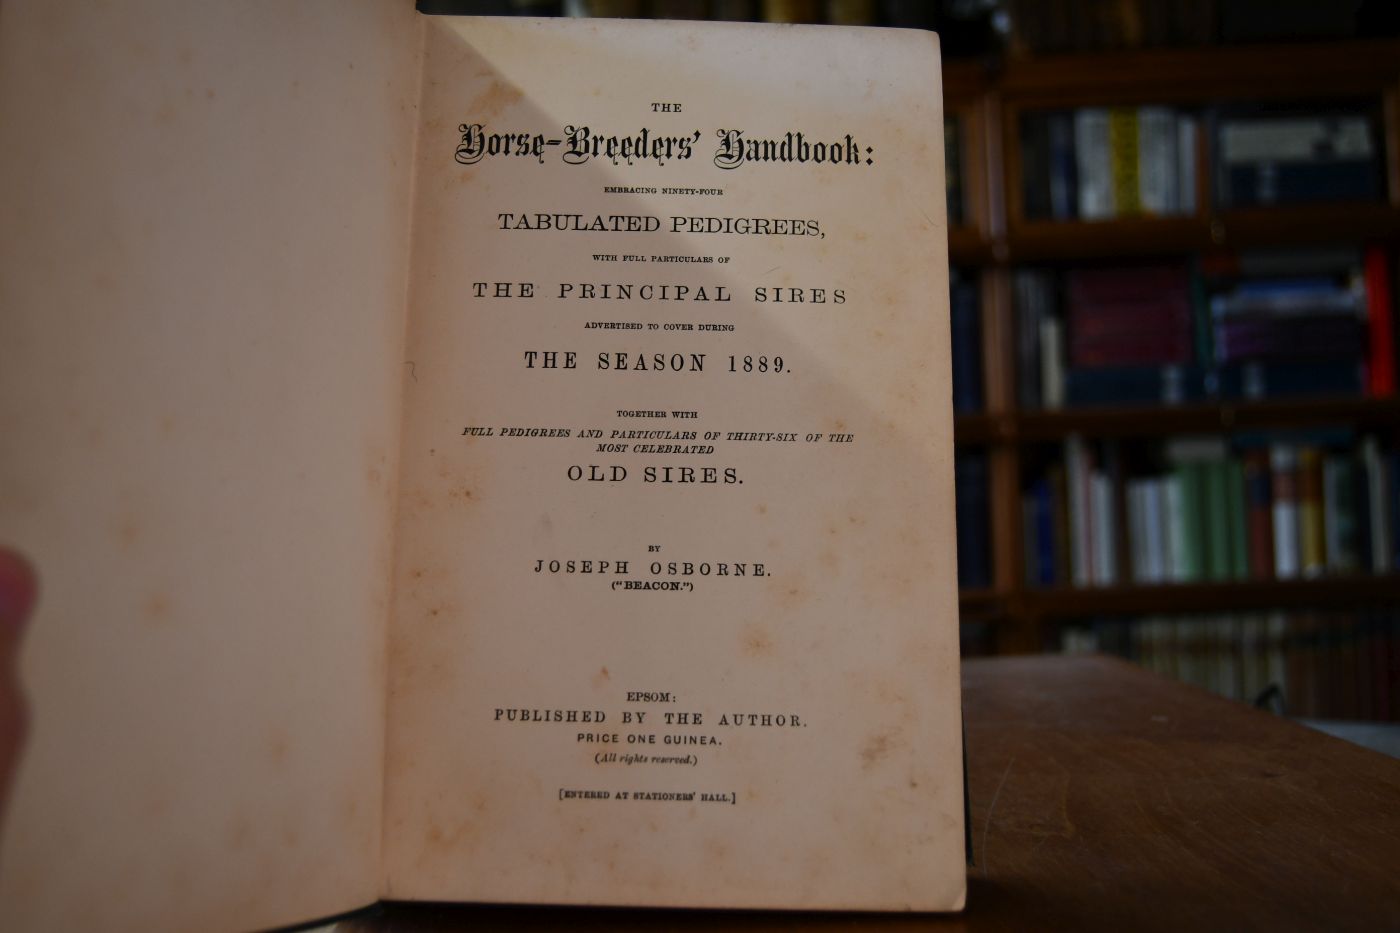 THE
Horse-Breeders' Handbook:
EMBRACING NINETY-FOUR
TABULATED PEDIGREES,
WITH FULL PARTICULARS OF
THE PRINCIPAL SIRES
ADVERTISED TO COVER DURING
THE SEASON 1889.
TOGETHER WITH
FULL PEDIGREES AND PARTICULARS OF THIRTY-SIX OF THE
MOST CELEBRATED
OLD SIRES.
BY
JOSEPH OSBORNE.
("BEACON.")
EPSOM:
PUBLISHED BY THE AUTHOR.
PRICE ONE GUINEA.
(All rights reserved.)
[ENTERED AT STATIONERS' HALL.]